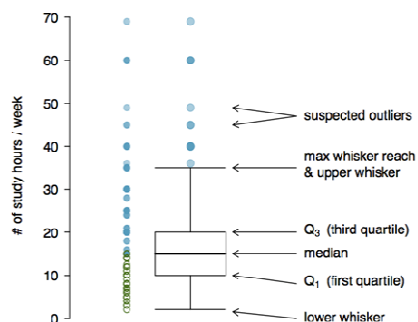 # of study hours / week
70
60
50
40
30
20
10
0
suspected outliers
max whisker reach
& upper whisker
Q3 (third quartile)
median
Q1 (first quartile)
lower whisker